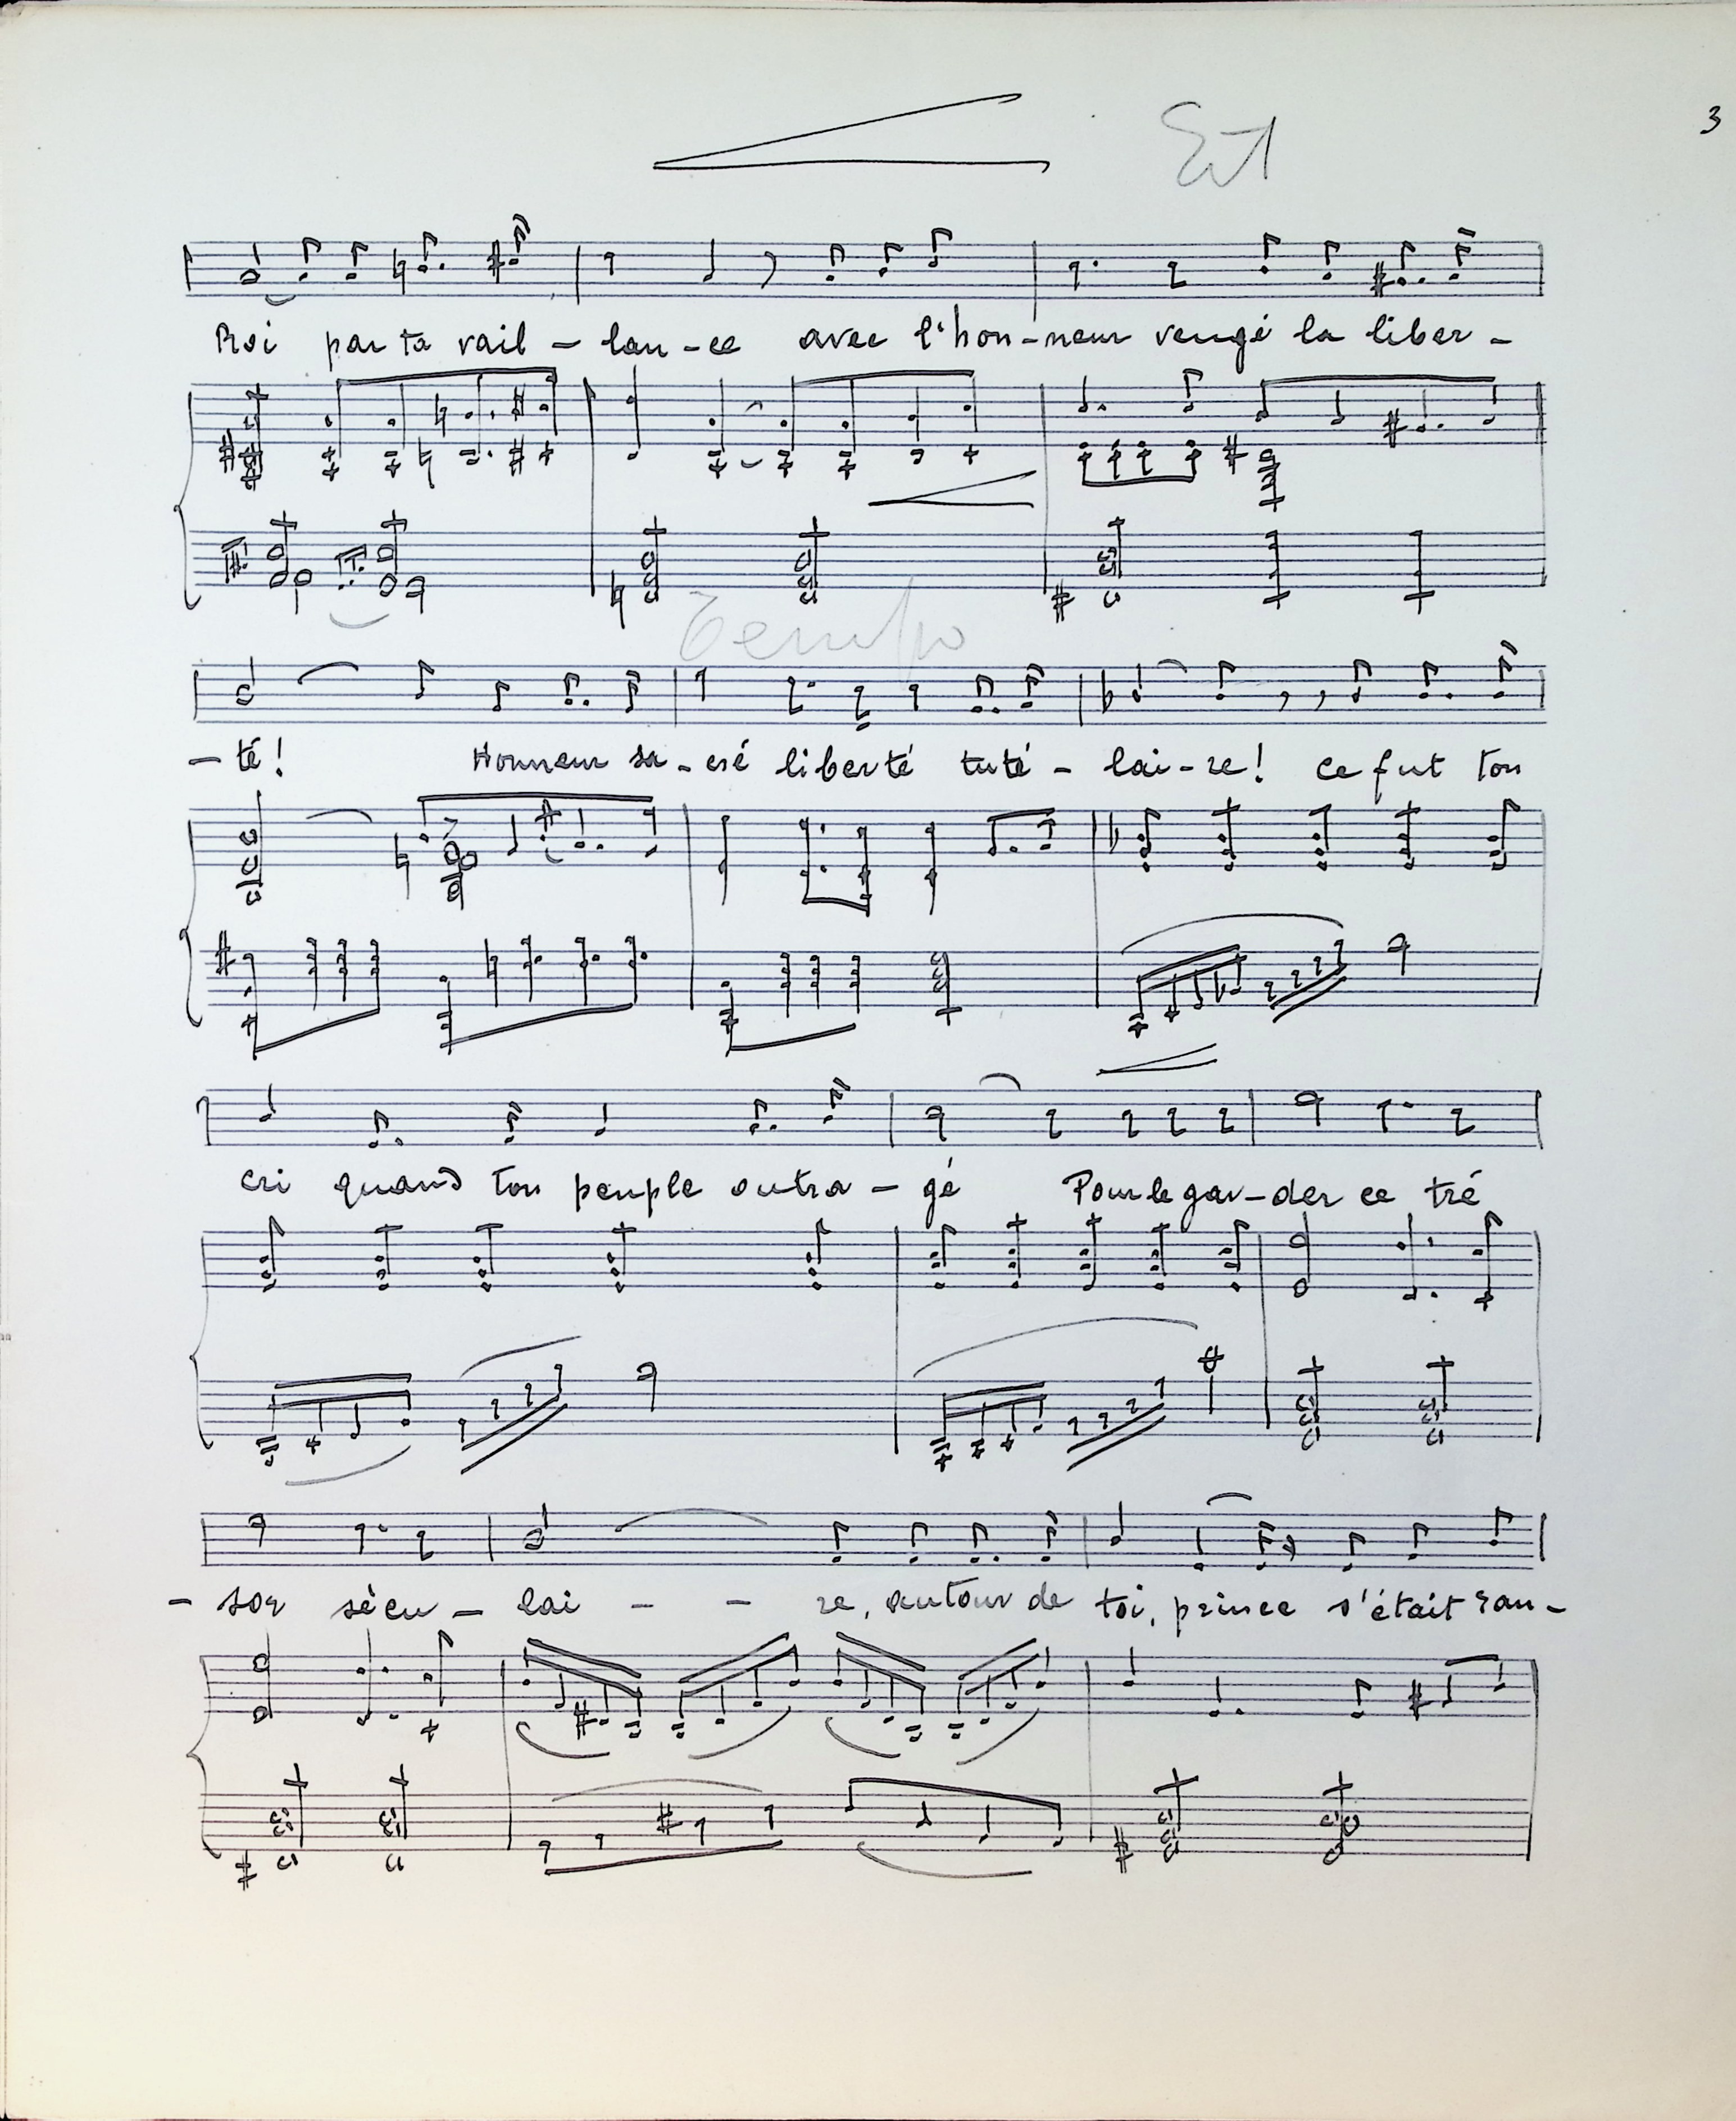 3
Roi par ta vail - lan - ce avec l'hon - neur vengé la liber -
Tempo
- té ! Honneur sa - cré liberté tuté - lai - re ! ce fut ton
cri quand ton peuple outra - gé Pour le gar - der ce tré
- sor sécu - lai - - re, autour de toi, prince s'était ran -